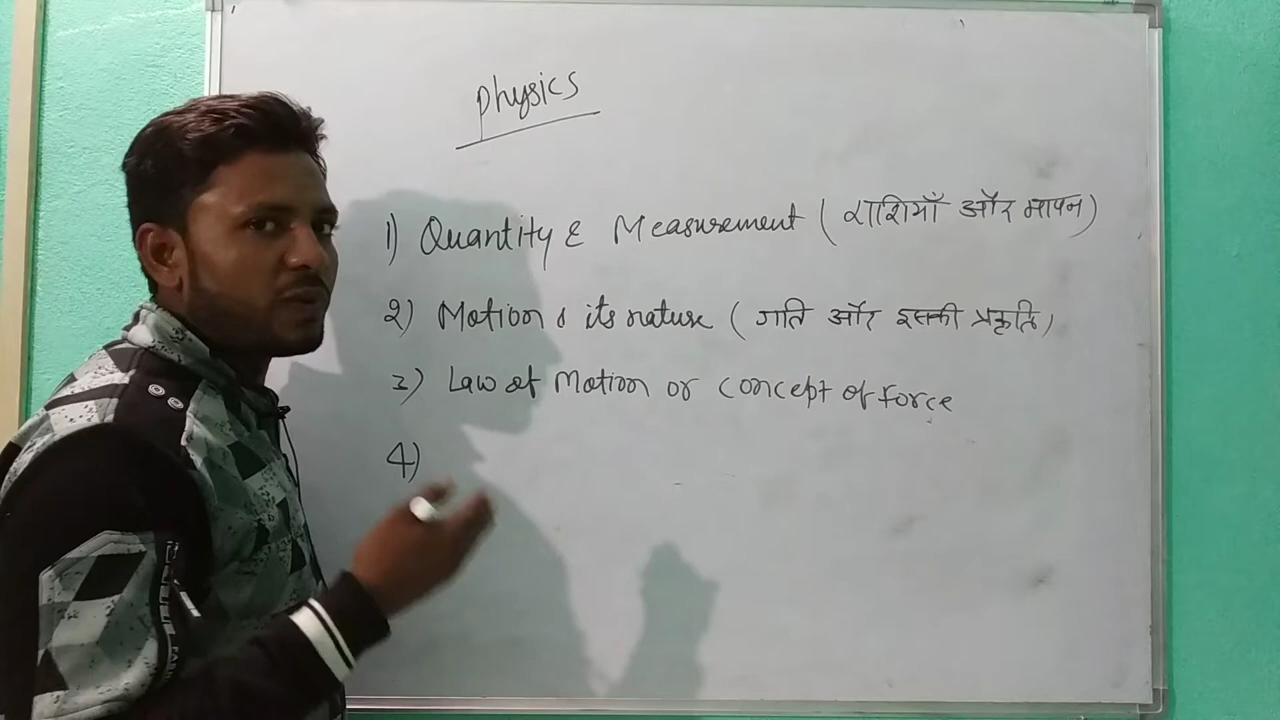 Physics
1) Quantity & Measurement ( राशियाँ और मापन )
2) Motion & its nature ( गति और इसकी प्रकृति )
3) Law of Motion or concept of force
4)